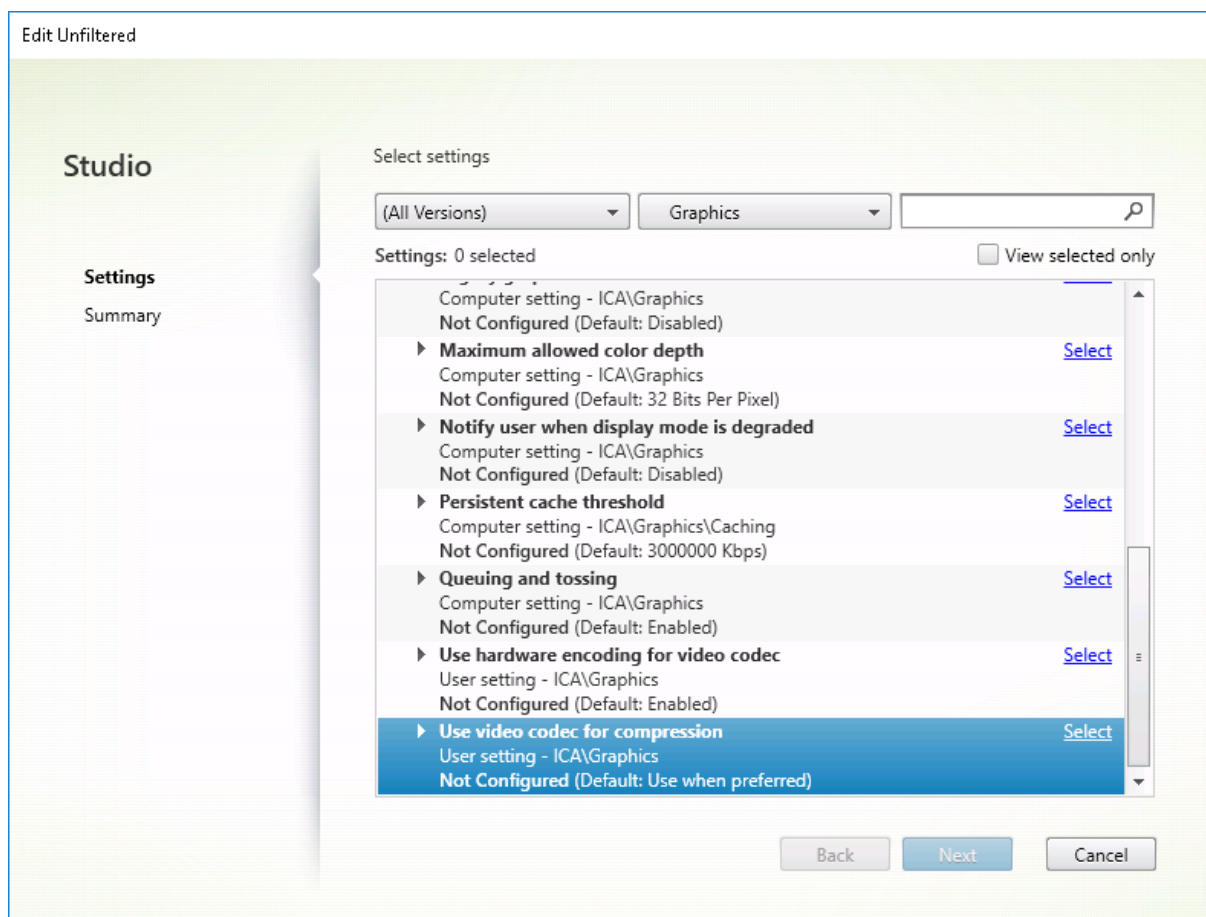 Edit Unfiltered
Studio
Settings
Summary
Select settings
(All Versions)
Graphics
Settings: 0 selected
View selected only
Computer setting - ICA\Graphics
Not Configured (Default: Disabled)
Maximum allowed color depth Select
Computer setting - ICA\Graphics
Not Configured (Default: 32 Bits Per Pixel)
Notify user when display mode is degraded Select
Computer setting - ICA\Graphics
Not Configured (Default: Disabled)
Persistent cache threshold Select
Computer setting - ICA\Graphics\Caching
Not Configured (Default: 3000000 Kbps)
Queuing and tossing Select
Computer setting - ICA\Graphics
Not Configured (Default: Enabled)
Use hardware encoding for video codec Select
User setting - ICA\Graphics
Not Configured (Default: Enabled)
Use video codec for compression Select
User setting - ICA\Graphics
Not Configured (Default: Use when preferred)
Back Next Cancel